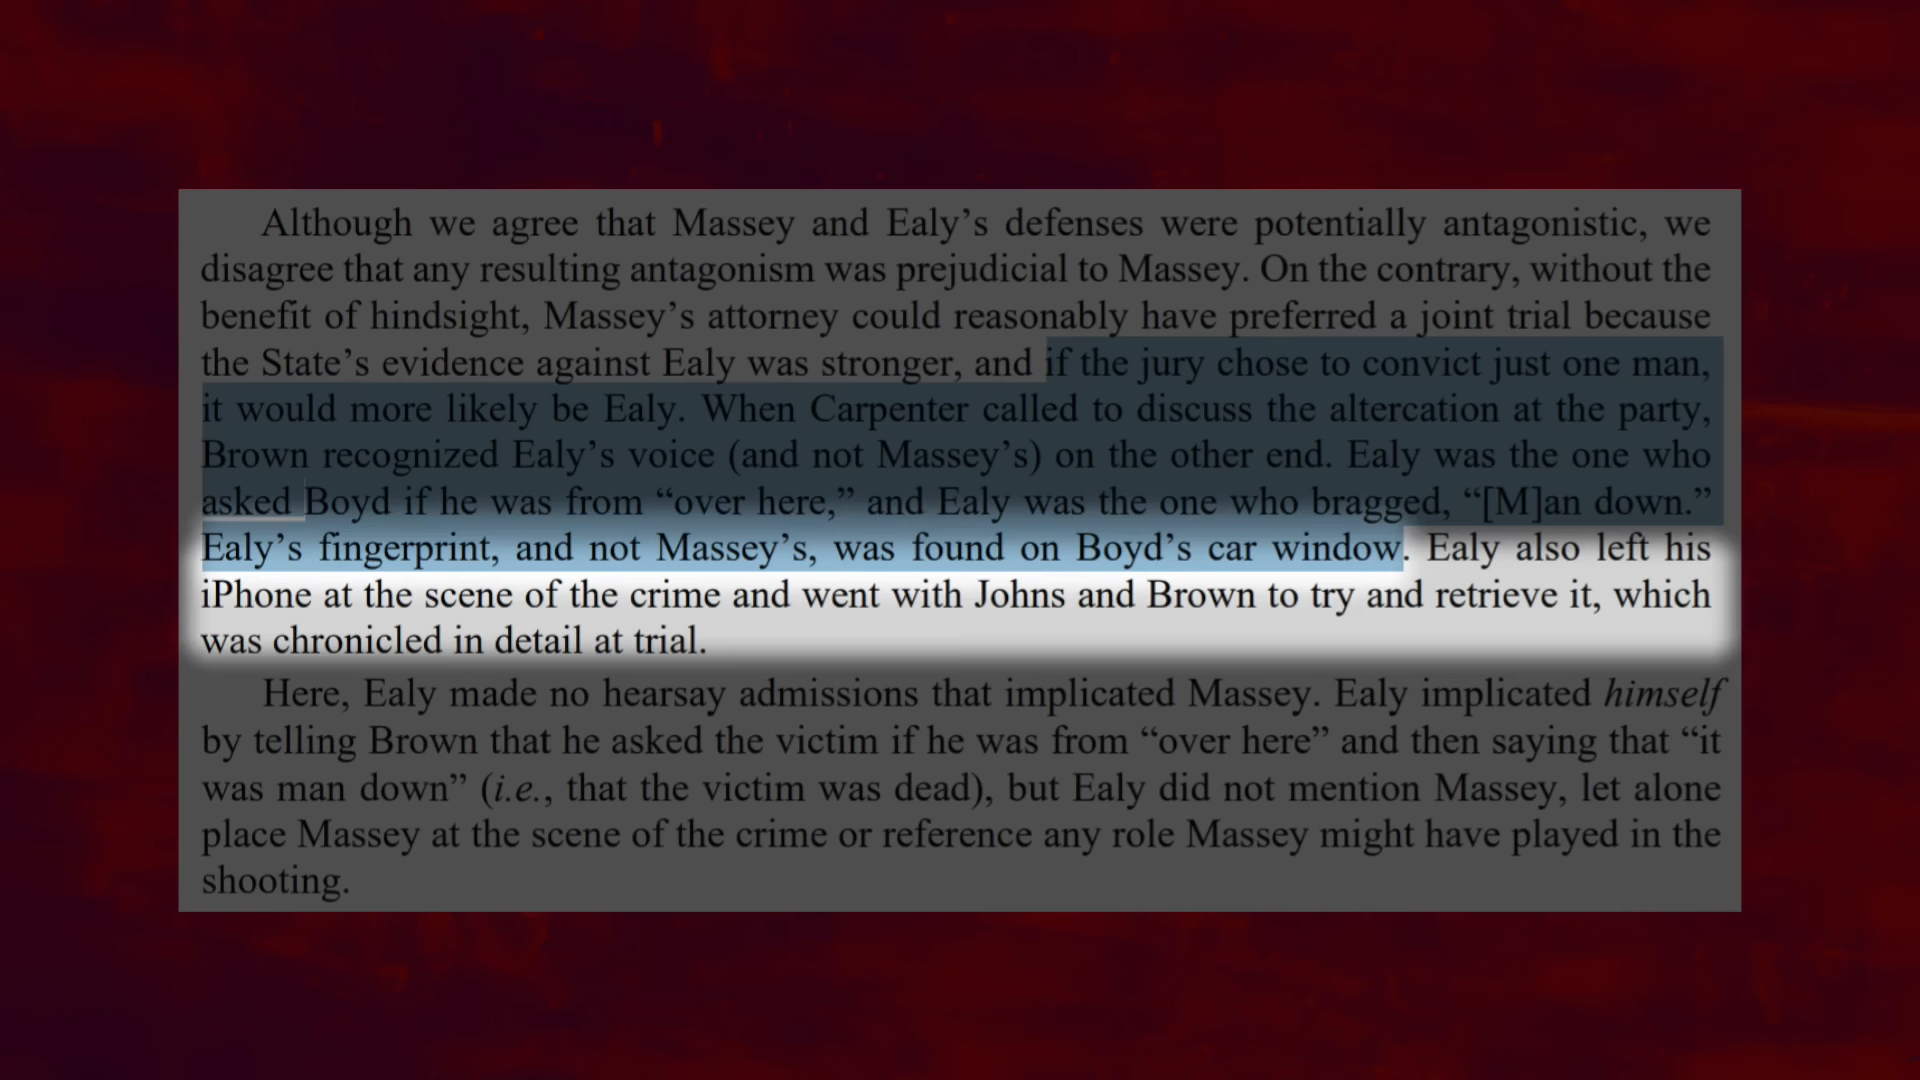 Although we agree that Massey and Ealy’s defenses were potentially antagonistic, we
disagree that any resulting antagonism was prejudicial to Massey. On the contrary, without the
benefit of hindsight, Massey’s attorney could reasonably have preferred a joint trial because
the State’s evidence against Ealy was stronger, and if the jury chose to convict just one man,
it would more likely be Ealy. When Carpenter called to discuss the altercation at the party,
Brown recognized Ealy’s voice (and not Massey’s) on the other end. Ealy was the one who
asked Boyd if he was from “over here,” and Ealy was the one who bragged, “[M]an down.”
Ealy’s fingerprint, and not Massey’s, was found on Boyd’s car window. Ealy also left his
iPhone at the scene of the crime and went with Johns and Brown to try and retrieve it, which
was chronicled in detail at trial.
Here, Ealy made no hearsay admissions that implicated Massey. Ealy implicated himself
by telling Brown that he asked the victim if he was from “over here” and then saying that “it
was man down” (i.e., that the victim was dead), but Ealy did not mention Massey, let alone
place Massey at the scene of the crime or reference any role Massey might have played in the
shooting.